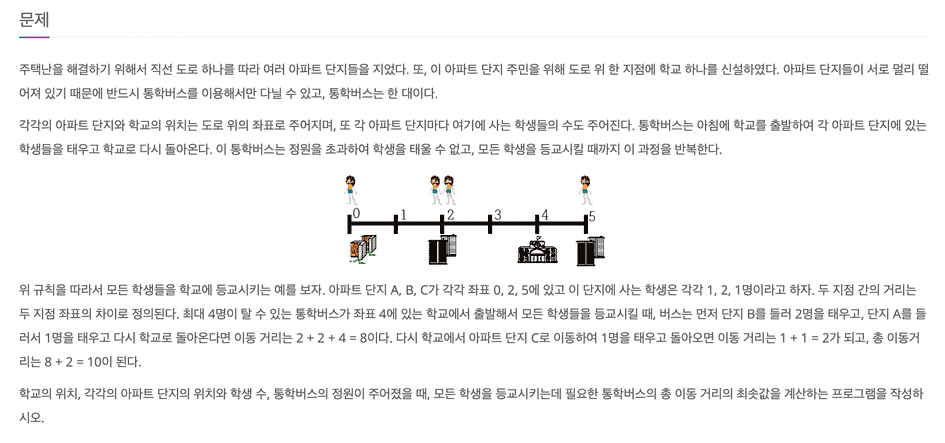 문제
주택난을 해결하기 위해서 직선 도로 하나를 따라 여러 아파트 단지들을 지었다. 또, 이 아파트 단지 주민을 위해 도로 위 한 지점에 학교 하나를 신설하였다. 아파트 단지들이 서로 멀리 떨
어져 있기 때문에 반드시 통학버스를 이용해서만 다닐 수 있고, 통학버스는 한 대이다.
각각의 아파트 단지와 학교의 위치는 도로 위의 좌표로 주어지며, 또 각 아파트 단지마다 여기에 사는 학생들의 수도 주어진다. 통학버스는 아침에 학교를 출발하여 각 아파트 단지에 있는
학생들을 태우고 학교로 다시 돌아온다. 이 통학버스는 정원을 초과하여 학생을 태울 수 없고, 모든 학생을 등교시킬 때까지 이 과정을 반복한다.
0 1 2 3 4 5
위 규칙을 따라서 모든 학생들을 학교에 등교시키는 예를 보자. 아파트 단지 A, B, C가 각각 좌표 0, 2, 5에 있고 이 단지에 사는 학생은 각각 1, 2, 1명이라고 하자. 두 지점 간의 거리는
두 지점 좌표의 차이로 정의된다. 최대 4명이 탈 수 있는 통학버스가 좌표 4에 있는 학교에서 출발해서 모든 학생들을 등교시킬 때, 버스는 먼저 단지 B를 들러 2명을 태우고, 단지 A를 들
러서 1명을 태우고 다시 학교로 돌아온다면 이동 거리는 2 + 2 + 4 = 8이다. 다시 학교에서 아파트 단지 C로 이동하여 1명을 태우고 돌아오면 이동 거리는 1 + 1 = 2가 되고, 총 이동거
리는 8 + 2 = 10이 된다.
학교의 위치, 각각의 아파트 단지의 위치와 학생 수, 통학버스의 정원이 주어졌을 때, 모든 학생을 등교시키는데 필요한 통학버스의 총 이동 거리의 최솟값을 계산하는 프로그램을 작성하
시오.